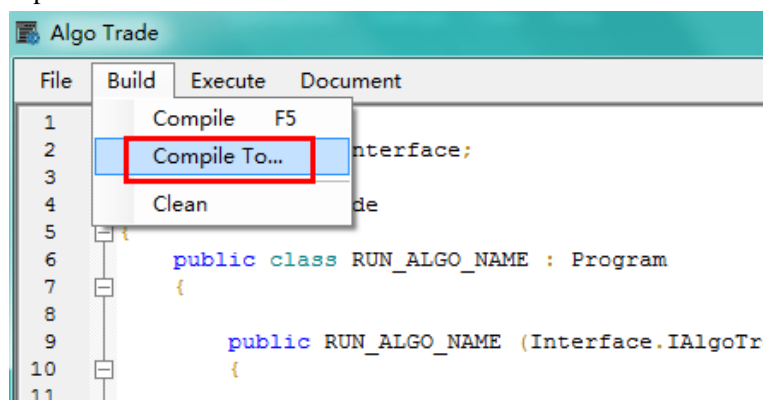 Algo Trade
File Build Execute Document
1 Compile F5
2 Compile To... nterface;
3
4 Clean de
5 {
6 public class RUN_ALGO_NAME : Program
7 {
8
9 public RUN_ALGO_NAME (Interface.IAlgoTr
10 {
11